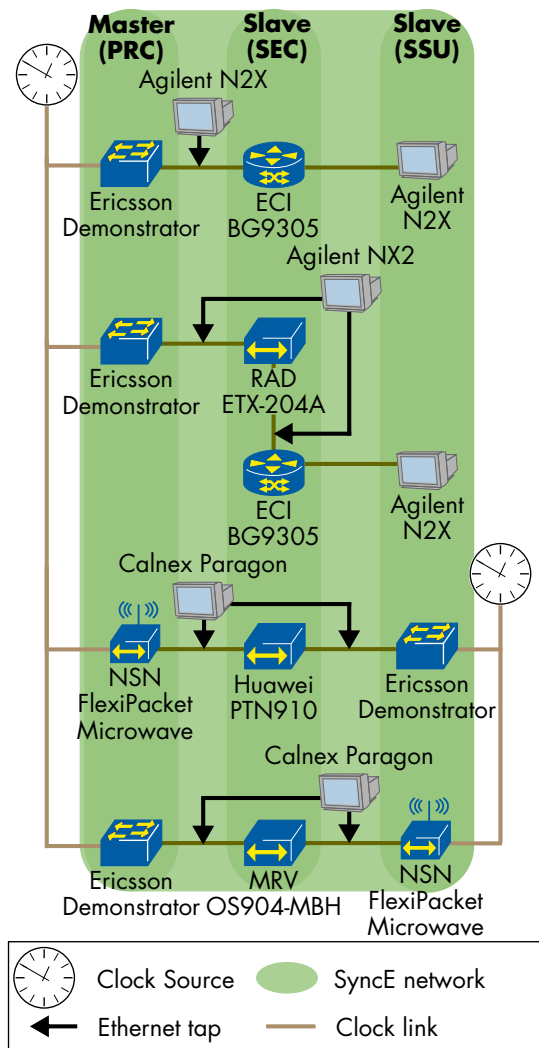 Master
(PRC)
Slave
(SEC)
Slave
(SSU)
Agilent N2X
Ericsson
Demonstrator
ECI
BG9305
Agilent
N2X
Agilent NX2
Ericsson
Demonstrator
RAD
ETX-204A
ECI
BG9305
Agilent
N2X
Calnex Paragon
NSN
FlexiPacket
Microwave
Huawei
PTN910
Ericsson
Demonstrator
Calnex Paragon
Ericsson
Demonstrator
MRV
OS904-MBH
NSN
FlexiPacket
Microwave
Clock Source
SyncE network
Ethernet tap
Clock link